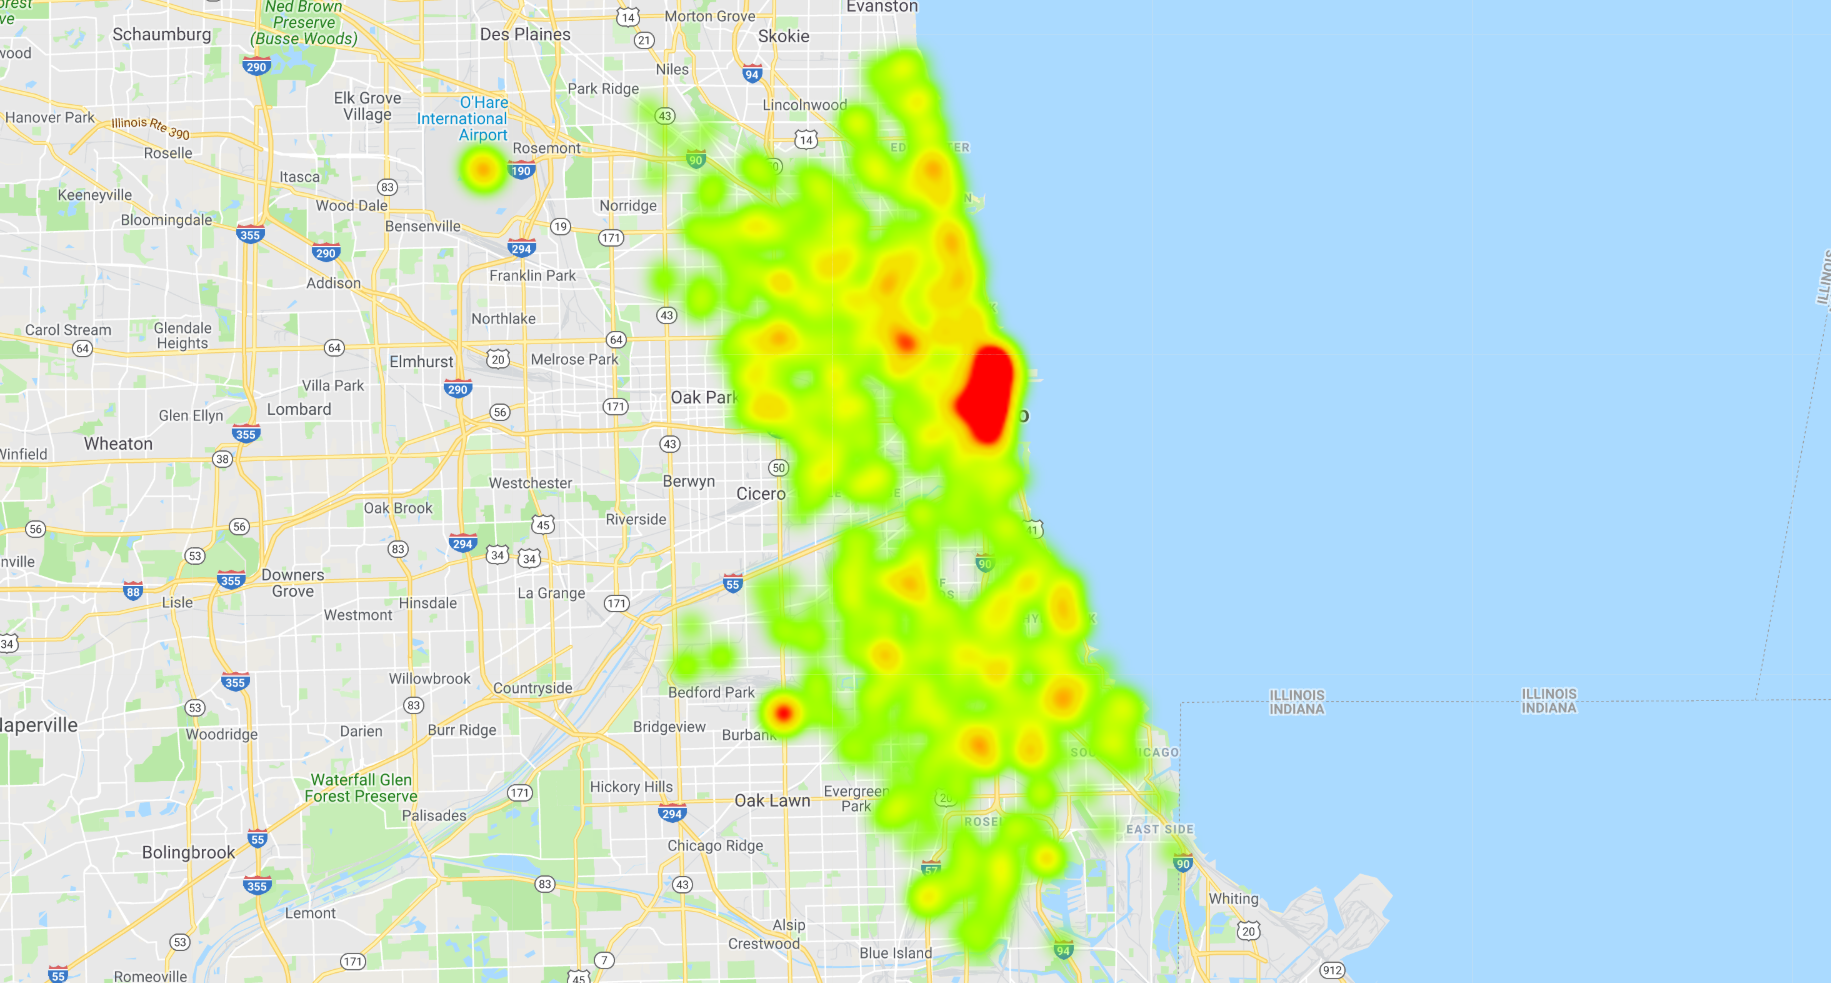 Ned Brown
Preserve
(Busse Woods)
Evanston
14
Morton Grove
Schaumburg
Des Plaines
21
Skokie
wood
290
Niles
94
Park Ridge
Elk Grove
Village
O'Hare
International
Airport
Lincolnwood
Hanover Park
Illinois Rte 390
43
14
Roselle
Rosemont
90
190
Itasca
83
Keeneyville
Wood Dale
Norridge
Bloomingdale
Bensenville
19
171
355
290
294
Addison
Franklin Park
Carol Stream
Glendale
Heights
Northlake
43
64
64
64
Elmhurst
20
Melrose Park
Villa Park
290
Oak Park
Glen Ellyn
Lombard
56
171
355
Wheaton
43
Winfield
38
50
Westchester
Berwyn
Cicero
Oak Brook
Riverside
56
56
45
41
294
83
53
34
34
nville
90
355
Downers
Grove
55
88
La Grange
Lisle
Hinsdale
171
Westmont
34
Willowbrook
355
Countryside
Bedford Park
ILLINOIS
INDIANA
ILLINOIS
INDIANA
53
83
Naperville
Woodridge
Darien
Burr Ridge
Bridgeview
Burbank
Waterfall Glen
Forest Preserve
Hickory Hills
171
Oak Lawn
Evergreen
Park
294
Palisades
EAST SIDE
55
Bolingbrook
Chicago Ridge
57
90
355
83
43
Whiting
Lemont
Alsip
Crestwood
20
53
Blue Island
94
171
7
55
Romeoville
45
912